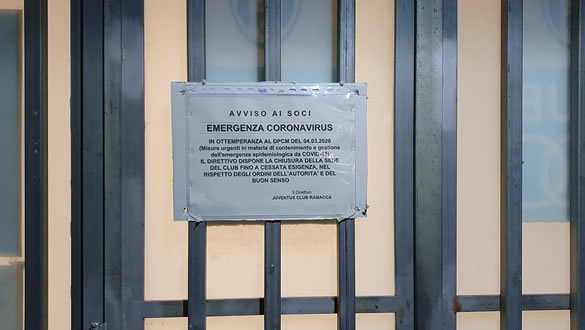 AVVISO AI SOCI
EMERGENZA CORONAVIRUS
IN OTTEMPERANZA AL DPCM DEL 04.03.2020
(Misure urgenti in materia di contenimento e gestione
dell'emergenza epidemiologica da COVID-19)
IL DIRETTIVO DISPONE LA CHIUSURA DELLA SEDE
DEL CLUB FINO A CESSATA ESIGENZA, NEL
RISPETTO DEGLI ORDINI DELL'AUTORITA' E DEL
BUON SENSO
Il Direttivo
JUVENTUS CLUB RAMACCA